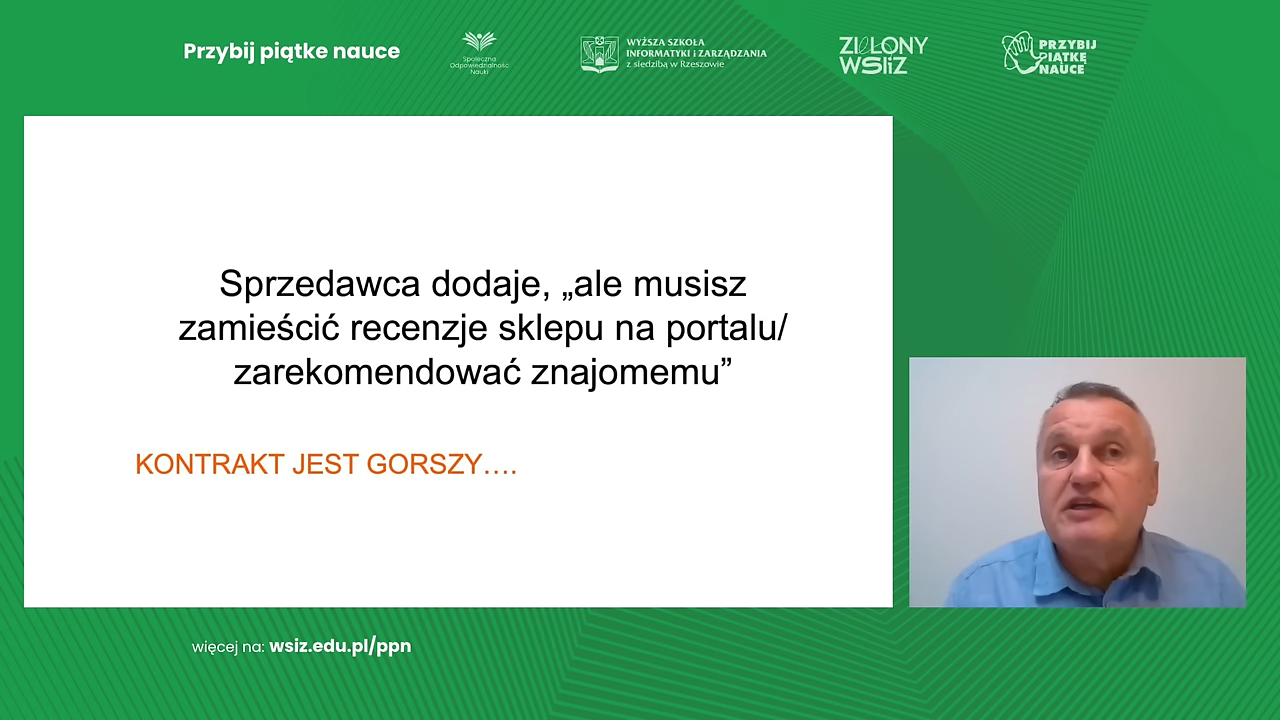 Przybij piątke nauce
Społeczna
Odpowiedzialność
Nauki
WYŻSZA SZKOŁA
INFORMATYKI i ZARZĄDZANIA
z siedzibą w Rzeszowie
ZIELONY
WSIiZ
PRZYBIJ
PIĄTKĘ
NAUCE
Sprzedawca dodaje, „ale musisz
zamieścić recenzje sklepu na portalu/
zarekomendować znajomemu”
KONTRAKT JEST GORSZY….
więcej na: wsiz.edu.pl/ppn